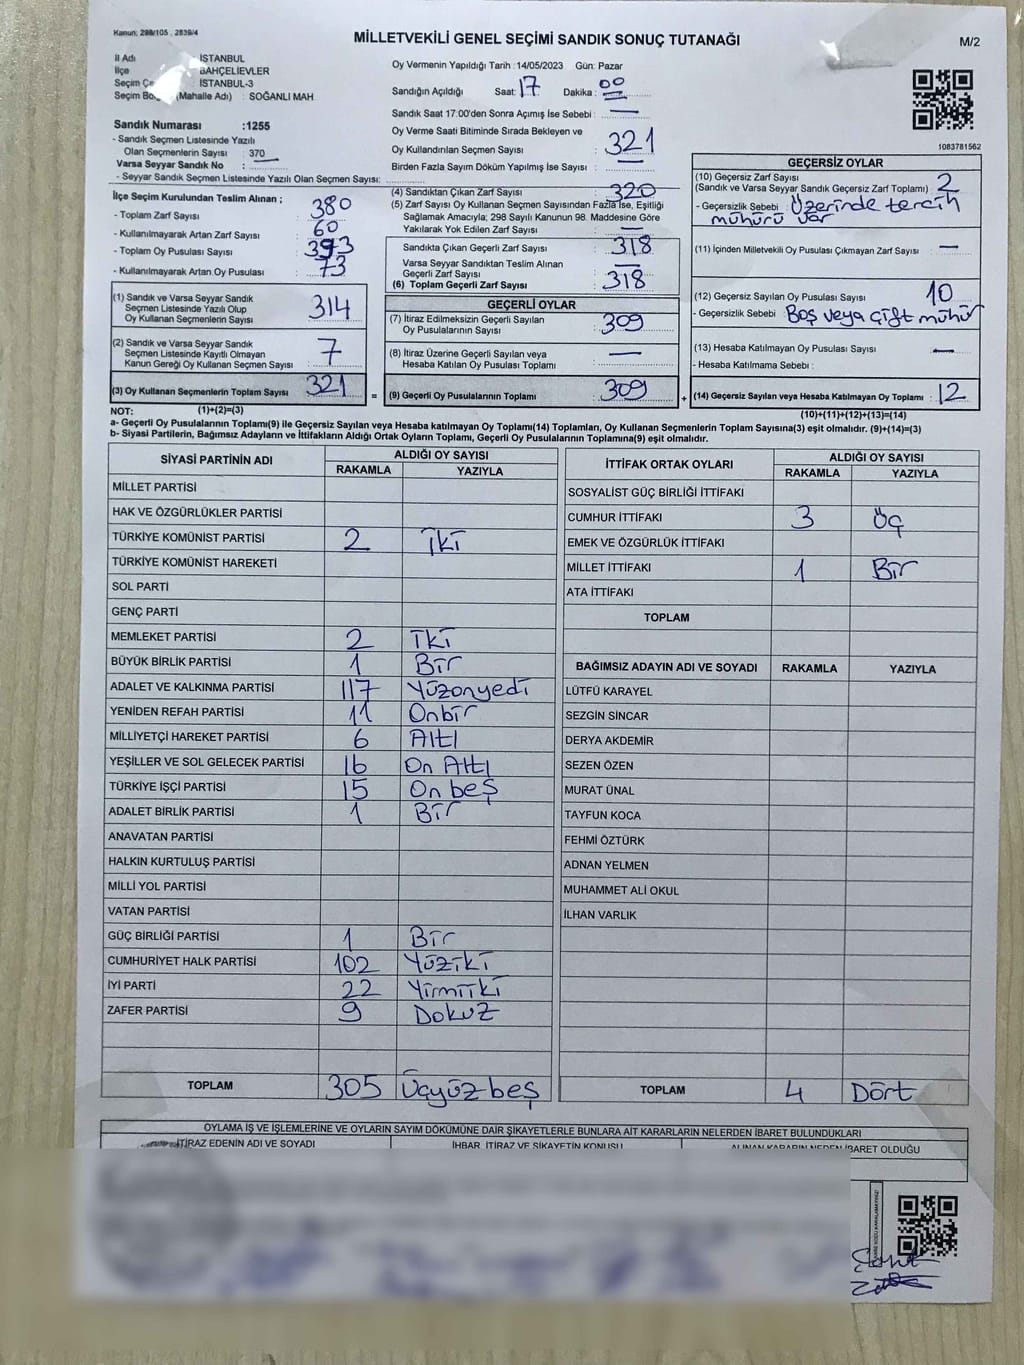 Kanun: 298/105 , 2839/4
MİLLETVEKİLİ GENEL SEÇİMİ SANDIK SONUÇ TUTANAĞI
M/2
İl Adı : İSTANBUL
İlçe BAHÇELİEVLER
Seçim Çe İSTANBUL-3
Seçim Böl (Mahalle Adı) : SOĞANLI MAH
Sandık Numarası :1255
- Sandık Seçmen Listesinde Yazılı
Olan Seçmenlerin Sayısı : 370
Varsa Seyyar Sandık No :
- Seyyar Sandık Seçmen Listesinde Yazılı Olan Seçmen Sayısı:
İlçe Seçim Kurulundan Teslim Alınan ;
- Toplam Zarf Sayısı : 380
- Kullanılmayarak Artan Zarf Sayısı : 60
- Toplam Oy Pusulası Sayısı : 393
- Kullanılmayarak Artan Oy Pusulası : 73
(1) Sandık ve Varsa Seyyar Sandık
Seçmen Listesinde Yazılı Olup
Oy Kullanan Seçmenlerin Sayısı : 314
(2) Sandık ve Varsa Seyyar Sandık
Seçmen Listesinde Kayıtlı Olmayan
Kanun Gereği Oy Kullanan Seçmen Sayısı : 7
(3) Oy Kullanan Seçmenlerin Toplam Sayısı : 321
(1)+(2)=(3)
Oy Vermenin Yapıldığı Tarih : 14/05/2023 Gün: Pazar
Sandığın Açıldığı Saat: 17 Dakika : 00
Sandık Saat 17:00'den Sonra Açımış İse Sebebi : —
Oy Verme Saati Bitiminde Sırada Bekleyen ve
Oy Kullandırılan Seçmen Sayısı : 321
Birden Fazla Sayım Döküm Yapılmış İse Sayısı : —
(4) Sandıktan Çıkan Zarf Sayısı : 320
(5) Zarf Sayısı Oy Kullanan Seçmen Sayısından Fazla İse, Eşitliği
Sağlamak Amacıyla; 298 Sayılı Kanunun 98. Maddesine Göre
Yakılarak Yok Edilen Zarf Sayısı : —
Sandıkta Çıkan Geçerli Zarf Sayısı : 318
Varsa Seyyar Sandıktan Teslim Alınan
Geçerli Zarf Sayısı : —
(6) Toplam Geçerli Zarf Sayısı : 318
GEÇERLİ OYLAR
(7) İtiraz Edilmeksizin Geçerli Sayılan
Oy Pusulalarının Sayısı : 309
(8) İtiraz Üzerine Geçerli Sayılan veya
Hesaba Katılan Oy Pusulası Toplamı : —
= (9) Geçerli Oy Pusulalarının Toplamı : 309
1083781562
GEÇERSİZ OYLAR
(10) Geçersiz Zarf Sayısı
(Sandık ve Varsa Seyyar Sandık Geçersiz Zarf Toplamı) : 2
- Geçersizlik Sebebi : Üzerinde tercih
mühürü var
(11) İçinden Milletvekili Oy Pusulası Çıkmayan Zarf Sayısı : —
(12) Geçersiz Sayılan Oy Pusulası Sayısı : 10
- Geçersizlik Sebebi : Boş veya çift mühür
(13) Hesaba Katılmayan Oy Pusulası Sayısı : —
- Hesaba Katılmama Sebebi :
+ (14) Geçersiz Sayılan veya Hesaba Katılmayan Oy Toplamı : 12
(10)+(11)+(12)+(13)=(14)
NOT:
a- Geçerli Oy Pusulalarının Toplamı(9) ile Geçersiz Sayılan veya Hesaba katılmayan Oy Toplamı(14) Toplamları, Oy Kullanan Seçmenlerin Toplam Sayısına(3) eşit olmalıdır. (9)+(14)=(3)
b- Siyasi Partilerin, Bağımsız Adayların ve İttifakların Aldığı Ortak Oyların Toplamı, Geçerli Oy Pusulalarının Toplamına(9) eşit olmalıdır.
SİYASİ PARTİNİN ADI ALDIĞI OY SAYISI
RAKAMLA YAZIYLA
MİLLET PARTİSİ
HAK VE ÖZGÜRLÜKLER PARTİSİ
TÜRKİYE KOMÜNİST PARTİSİ 2 İki
TÜRKİYE KOMÜNİST HAREKETİ
SOL PARTİ
GENÇ PARTİ
MEMLEKET PARTİSİ 2 İki
BÜYÜK BİRLİK PARTİSİ 1 Bir
ADALET VE KALKINMA PARTİSİ 117 Yüzonyedi
YENİDEN REFAH PARTİSİ 11 Onbir
MİLLİYETÇİ HAREKET PARTİSİ 6 Altı
YEŞİLLER VE SOL GELECEK PARTİSİ 16 On Altı
TÜRKİYE İŞÇİ PARTİSİ 15 On beş
ADALET BİRLİK PARTİSİ 1 Bir
ANAVATAN PARTİSİ
HALKIN KURTULUŞ PARTİSİ
MİLLİ YOL PARTİSİ
VATAN PARTİSİ
GÜÇ BİRLİĞİ PARTİSİ 1 Bir
CUMHURİYET HALK PARTİSİ 102 Yüziki
İYİ PARTİ 22 Yirmiiki
ZAFER PARTİSİ 9 Dokuz
TOPLAM 305 Üçyüz beş
İTTİFAK ORTAK OYLARI ALDIĞI OY SAYISI
RAKAMLA YAZIYLA
SOSYALİST GÜÇ BİRLİĞİ İTTİFAKI
CUMHUR İTTİFAKI 3 Üç
EMEK VE ÖZGÜRLÜK İTTİFAKI
MİLLET İTTİFAKI 1 Bir
ATA İTTİFAKI
TOPLAM
BAĞIMSIZ ADAYIN ADI VE SOYADI RAKAMLA YAZIYLA
LÜTFÜ KARAYEL
SEZGİN SİNCAR
DERYA AKDEMİR
SEZEN ÖZEN
MURAT ÜNAL
TAYFUN KOCA
FEHMİ ÖZTÜRK
ADNAN YELMEN
MUHAMMET ALİ OKUL
İLHAN VARLIK
TOPLAM 4 Dört
OYLAMA İŞ VE İŞLEMLERİNE VE OYLARIN SAYIM DÖKÜMÜNE DAİR ŞİKAYETLERLE BUNLARA AİT KARARLARIN NELERDEN İBARET BULUNDUKLARI
İTİRAZ EDENİN ADI VE SOYADI İHBAR, İTİRAZ VE ŞİKAYETİN KONUSU ALINAN KARARIN NEDEN İBARET OLDUĞU